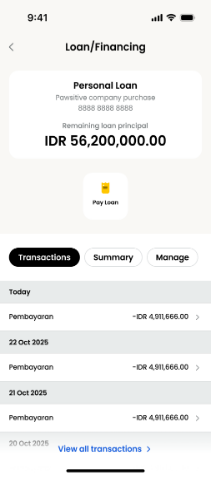 9:41
Loan/Financing
Personal Loan
Pawsitive company purchase
8888 8888 8888
Remaining loan principal
IDR 56,200,000.00
Pay Loan
Transactions Summary Manage
Today
Pembayaran -IDR 4,911,666.00
22 Oct 2025
Pembayaran -IDR 4,911,666.00
21 Oct 2025
Pembayaran -IDR 4,911,666.00
20 Oct 2025
View all transactions